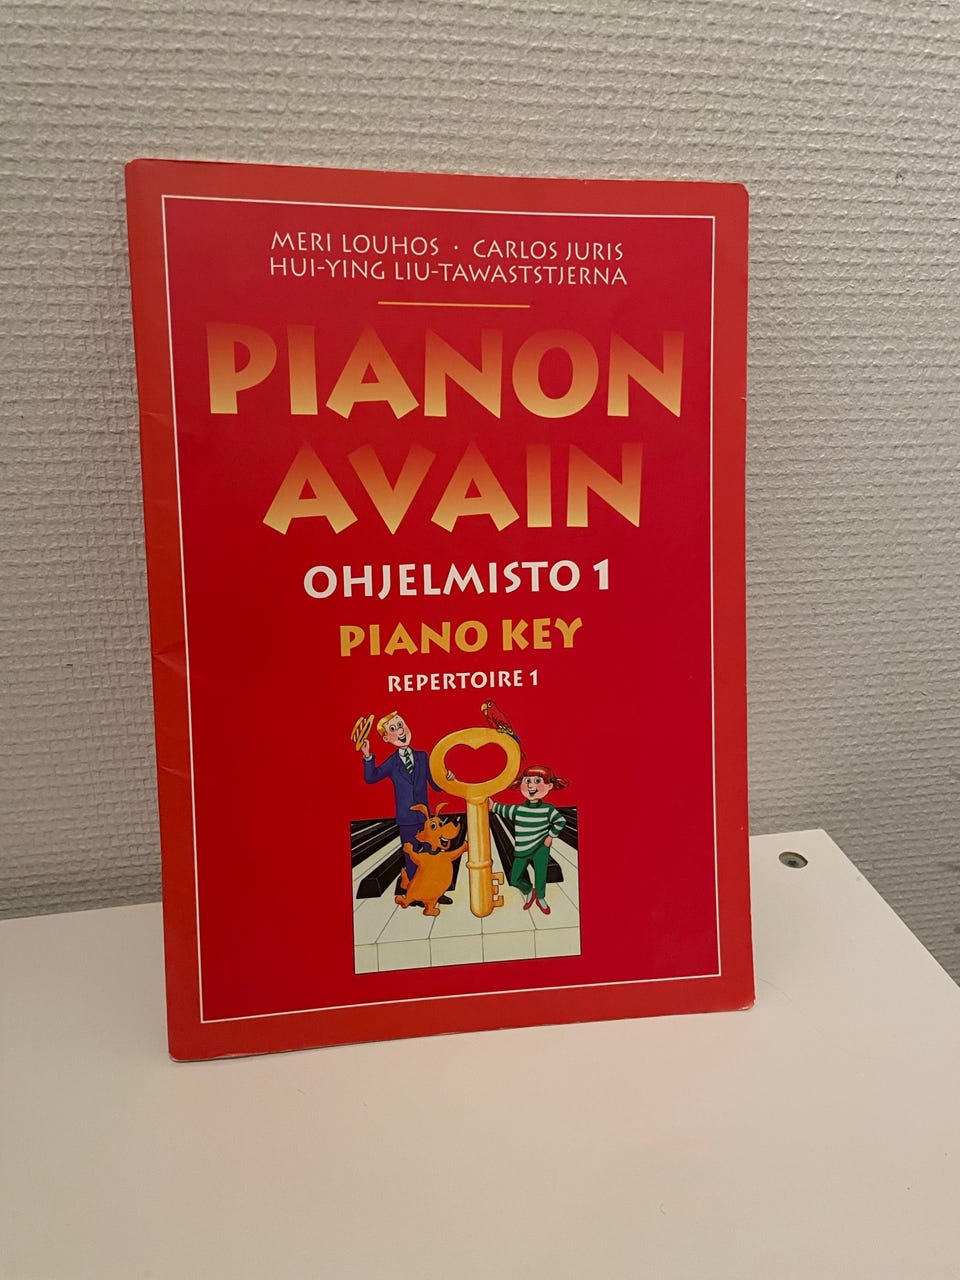 MERI LOUHOS · CARLOS JURIS
HUI-YING LIU-TAWASTSTJERNA
PIANON
AVAIN
OHJELMISTO 1
PIANO KEY
REPERTOIRE 1